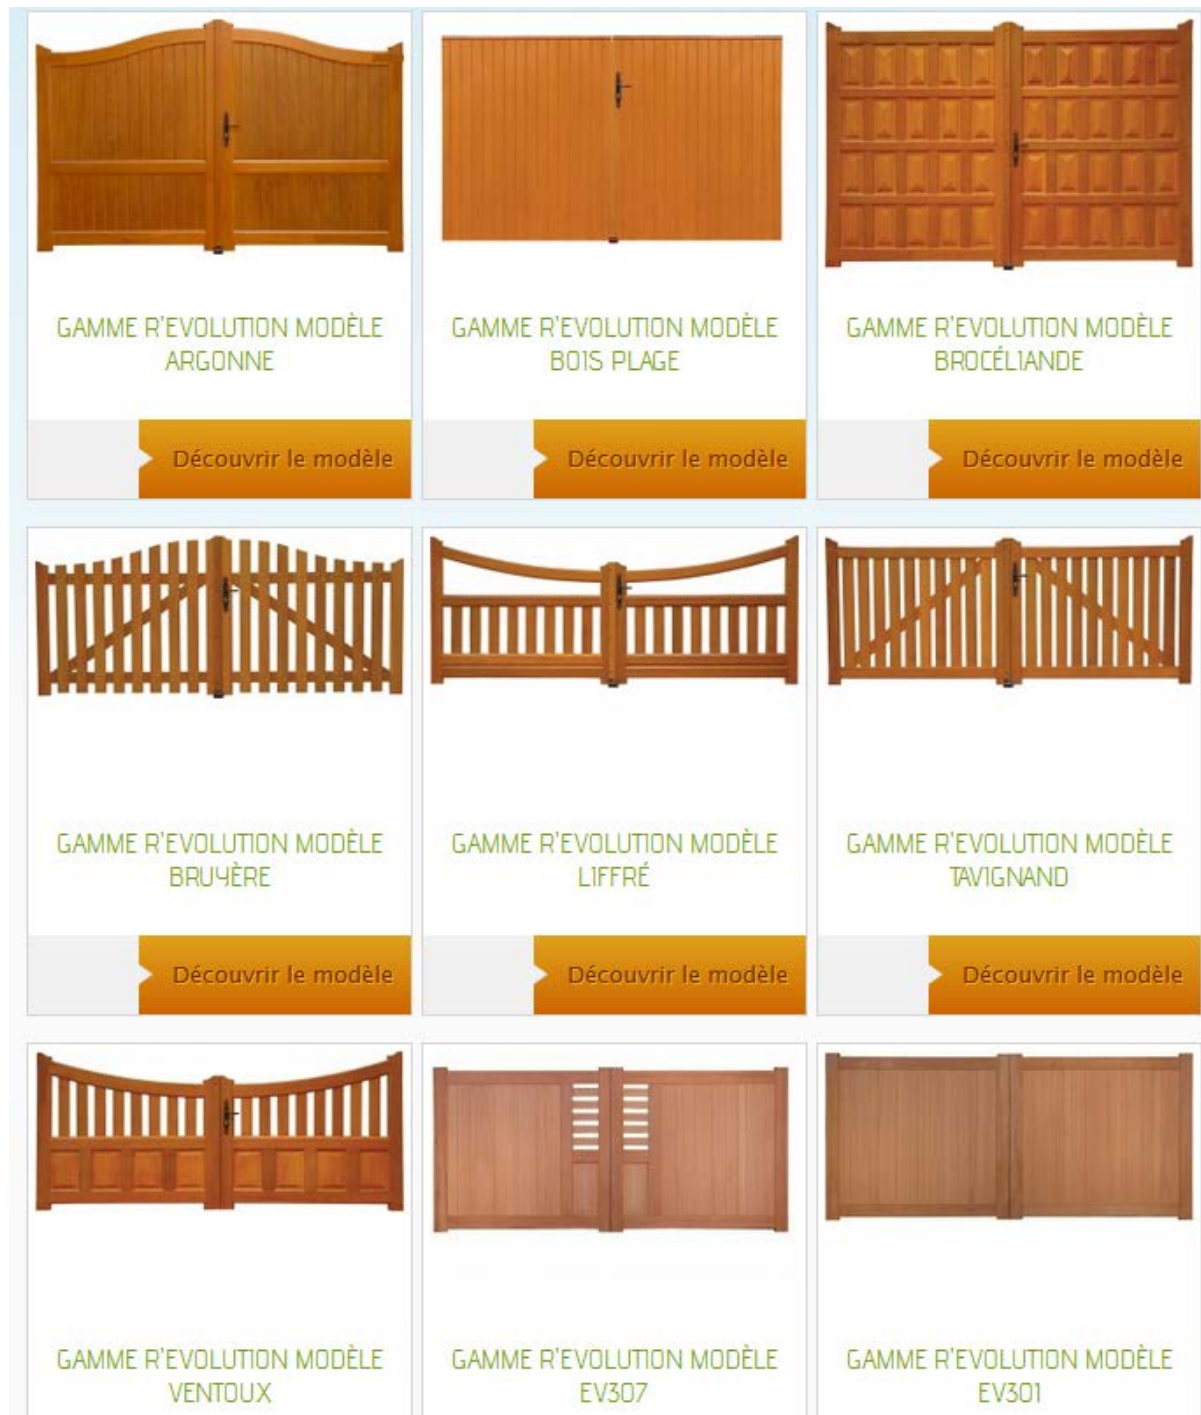 GAMME R'EVOLUTION MODÈLE
ARGONNE
GAMME R'EVOLUTION MODÈLE
BOIS PLAGE
GAMME R'EVOLUTION MODÈLE
BROCÉLIANDE
Découvrir le modèle
Découvrir le modèle
Découvrir le modèle
GAMME R'EVOLUTION MODÈLE
BRUYÈRE
GAMME R'EVOLUTION MODÈLE
LIFFRÉ
GAMME R'EVOLUTION MODÈLE
TAVIGNAND
Découvrir le modèle
Découvrir le modèle
Découvrir le modèle
GAMME R'EVOLUTION MODÈLE
VENTOUX
GAMME R'EVOLUTION MODÈLE
EV307
GAMME R'EVOLUTION MODÈLE
EV301